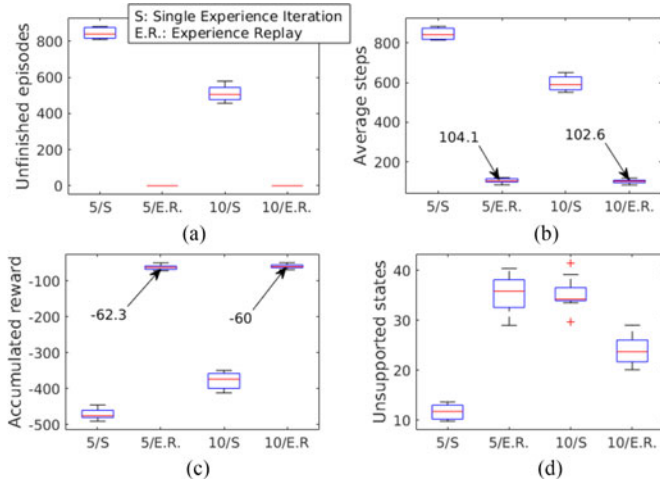 S: Single Experience Iteration
E.R.: Experience Replay
Unfinished episodes
800
600
400
200
0
5/S 5/E.R. 10/S 10/E.R.
(a)
Average steps
800
600
400
200
104.1
102.6
5/S 5/E.R. 10/S 10/E.R.
(b)
Accumulated reward
-100
-200
-300
-400
-500
-62.3
-60
5/S 5/E.R. 10/S 10/E.R
(c)
Unsupported states
40
30
20
10
5/S 5/E.R. 10/S 10/E.R.
(d)